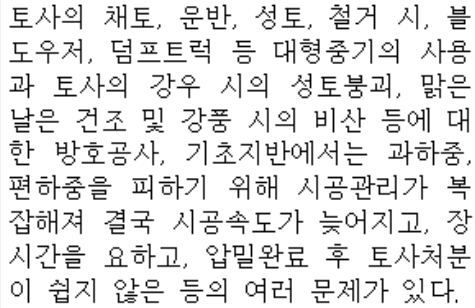 토사의 채토, 운반, 성토, 철거 시, 블
도우저, 덤프트럭 등 대형중기의 사용
과 토사의 강우 시의 성토붕괴, 맑은
날은 건조 및 강풍 시의 비산 등에 대
한 방호공사, 기초지반에서는 과하중,
편하중을 피하기 위해 시공관리가 복
잡해져 결국 시공속도가 늦어지고, 장
시간을 요하고, 압밀완료 후 토사처분
이 쉽지 않은 등의 여러 문제가 있다.